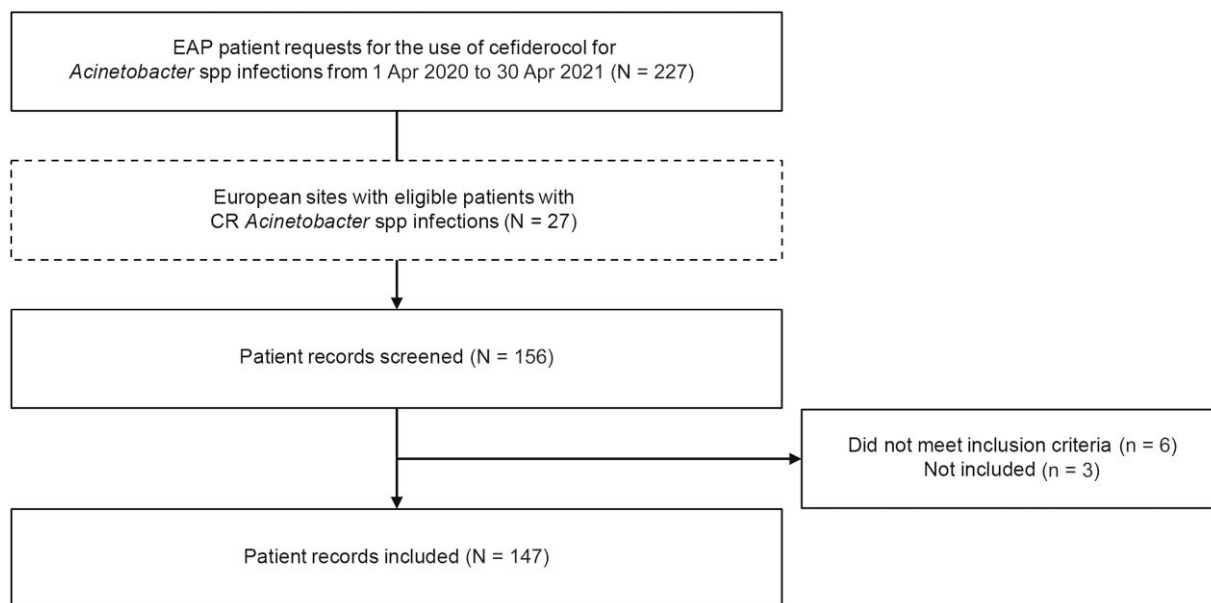 EAP patient requests for the use of cefiderocol for
Acinetobacter spp infections from 1 Apr 2020 to 30 Apr 2021 (N = 227)
European sites with eligible patients with
CR Acinetobacter spp infections (N = 27)
Patient records screened (N = 156)
Did not meet inclusion criteria (n = 6)
Not included (n = 3)
Patient records included (N = 147)